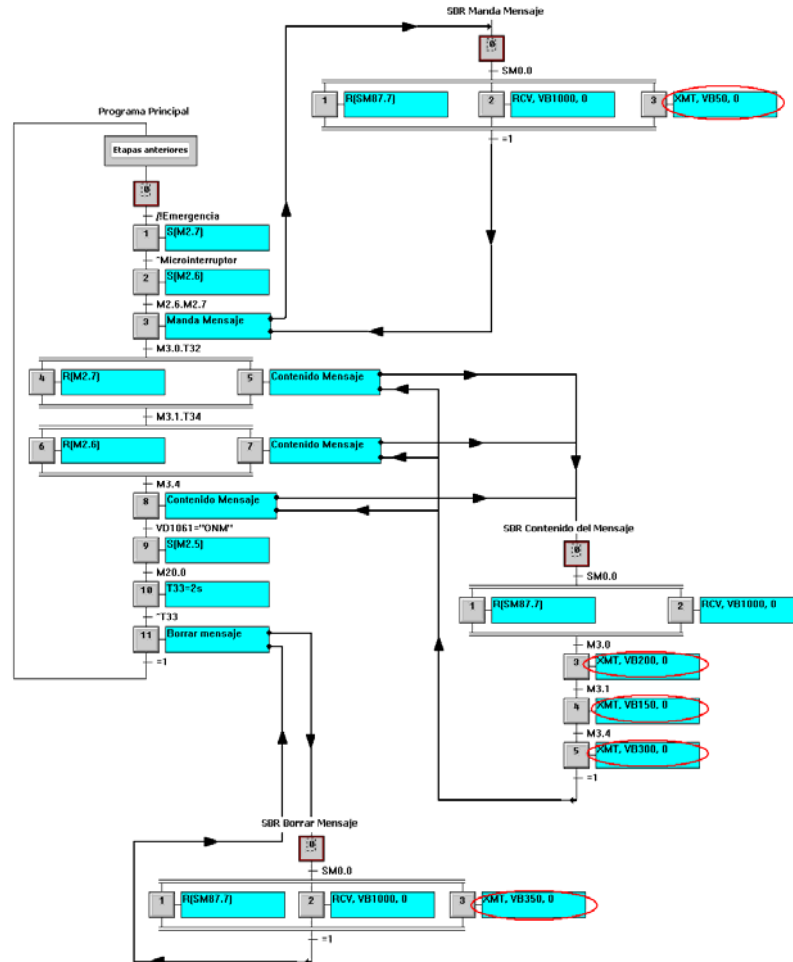 SBR Manda Mensaje
0
SM0.0
1 R(SM87.7) 2 RCV, VB1000, 0 3 XMT, VB50, 0
=1
Programa Principal
Etapas anteriores
0
/!Emergencia
1 S(M2.7)
~Microinterruptor
2 S(M2.6)
M2.6.M2.7
3 Manda Mensaje
M3.0.T32
4 R(M2.7) 5 Contenido Mensaje
M3.1.T34
6 R(M2.6) 7 Contenido Mensaje
M3.4
8 Contenido Mensaje
VD1061="ONM"
9 S(M2.5)
M20.0
10 T33=2s
~T33
11 Borrar mensaje
=1
SBR Contenido del Mensaje
0
SM0.0
1 R(SM87.7) 2 RCV, VB1000, 0
M3.0
3 XMT, VB200, 0
M3.1
4 XMT, VB150, 0
M3.4
5 XMT, VB300, 0
=1
SBR Borrar Mensaje
0
SM0.0
1 R(SM87.7) 2 RCV, VB1000, 0 3 XMT, VB350, 0
=1